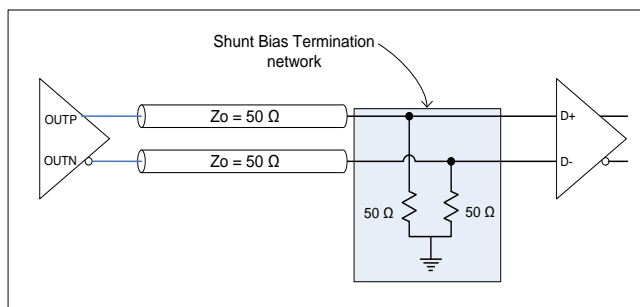 Shunt Bias Termination
network
OUTP
Zo = 50 Ω
D+
OUTN
Zo = 50 Ω
D-
50 Ω
50 Ω